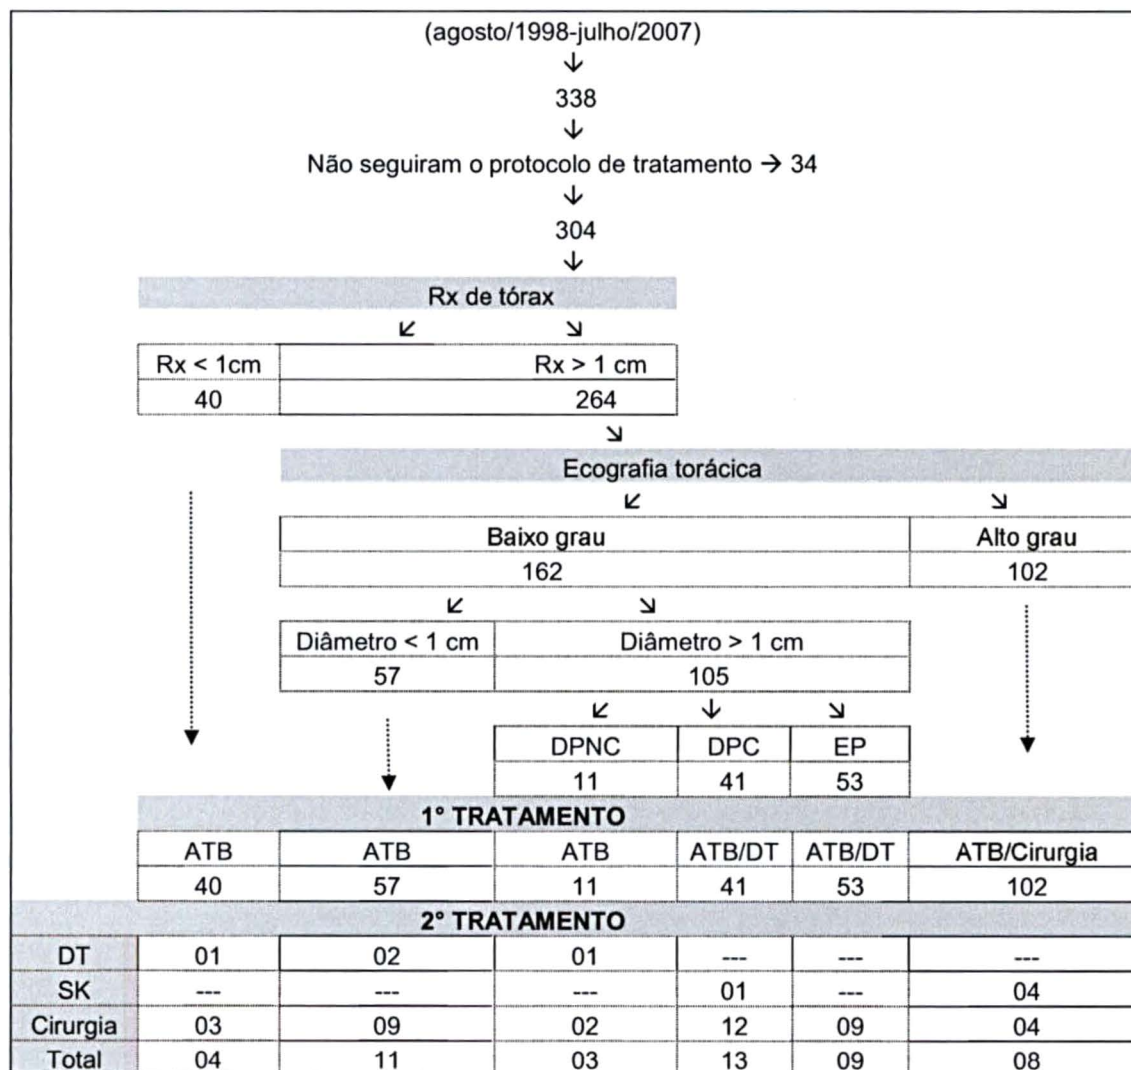 (agosto/1998-julho/2007)
↓
338
↓
Não seguiram o protocolo de tratamento → 34
↓
304
↓
Rx de tórax
↙ ↘
Rx < 1cm Rx > 1 cm
40 264
↘
Ecografia torácica
↙ ↘
Baixo grau Alto grau
162 102
↙ ↘
Diâmetro < 1 cm Diâmetro > 1 cm
57 105
↙ ↓ ↘
DPNC DPC EP
11 41 53
1° TRATAMENTO
ATB ATB ATB ATB/DT ATB/DT ATB/Cirurgia
40 57 11 41 53 102
2° TRATAMENTO
DT 01 02 01 --- --- ---
SK --- --- --- 01 --- 04
Cirurgia 03 09 02 12 09 04
Total 04 11 03 13 09 08